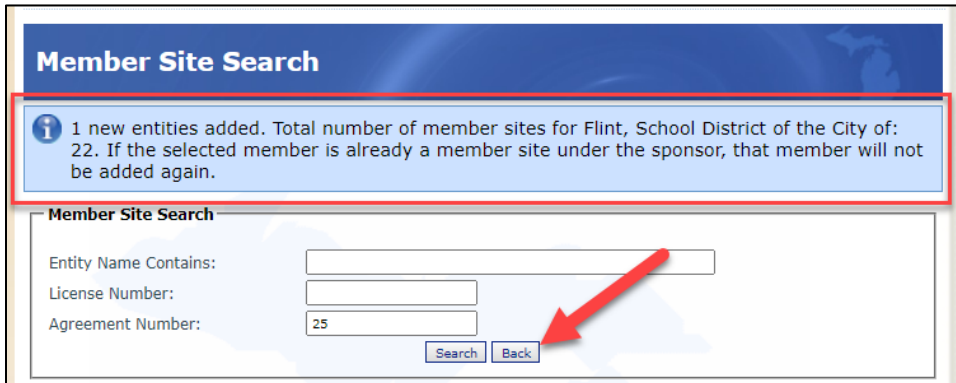 Member Site Search
1 new entities added. Total number of member sites for Flint, School District of the City of:
22. If the selected member is already a member site under the sponsor, that member will not
be added again.
Member Site Search
Entity Name Contains:
License Number:
Agreement Number: 25
Search Back